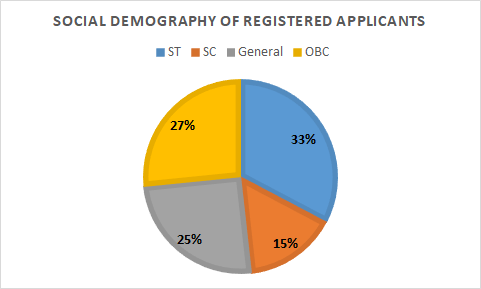 SOCIAL DEMOGRAPHY OF REGISTERED APPLICANTS
ST SC General OBC
27%
33%
25%
15%